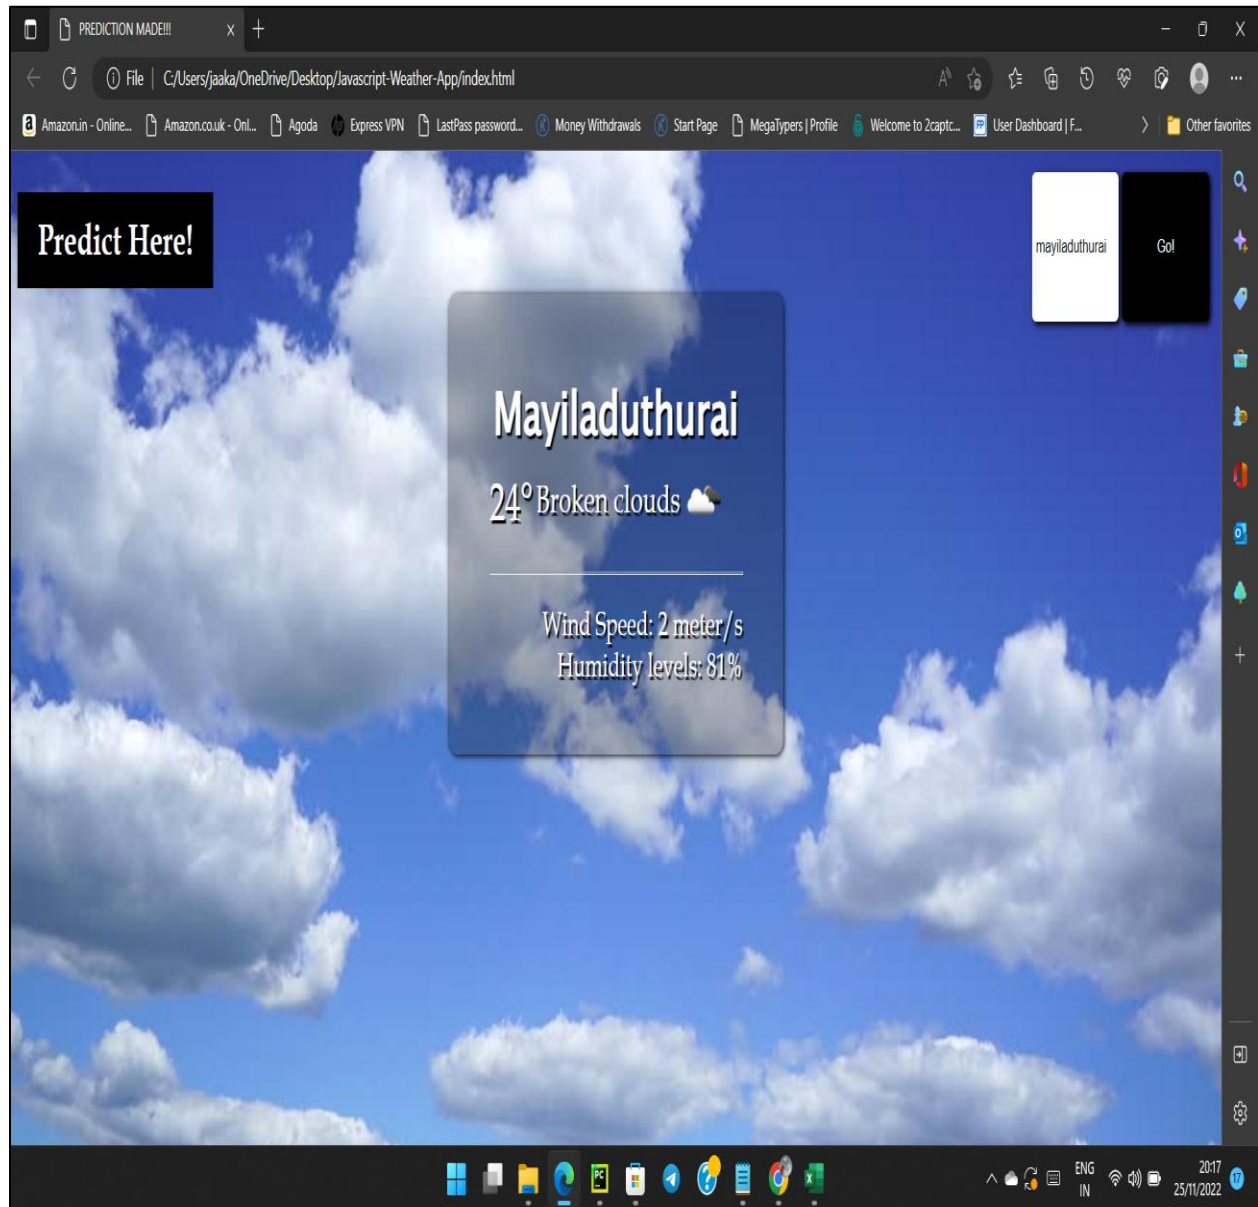 PREDICTION MADE!!!
File | C:/Users/jaaka/OneDrive/Desktop/Javascript-Weather-App/index.html
Amazon.in - Online... Amazon.co.uk - Onl... Agoda Express VPN LastPass password... Money Withdrawals Start Page MegaTypers | Profile Welcome to 2captc... User Dashboard | F... Other favorites
Predict Here!
mayiladuthurai Go!
Mayiladuthurai
24° Broken clouds
Wind Speed: 2 meter/s
Humidity levels: 81%
ENG 20:17
IN 25/11/2022 17